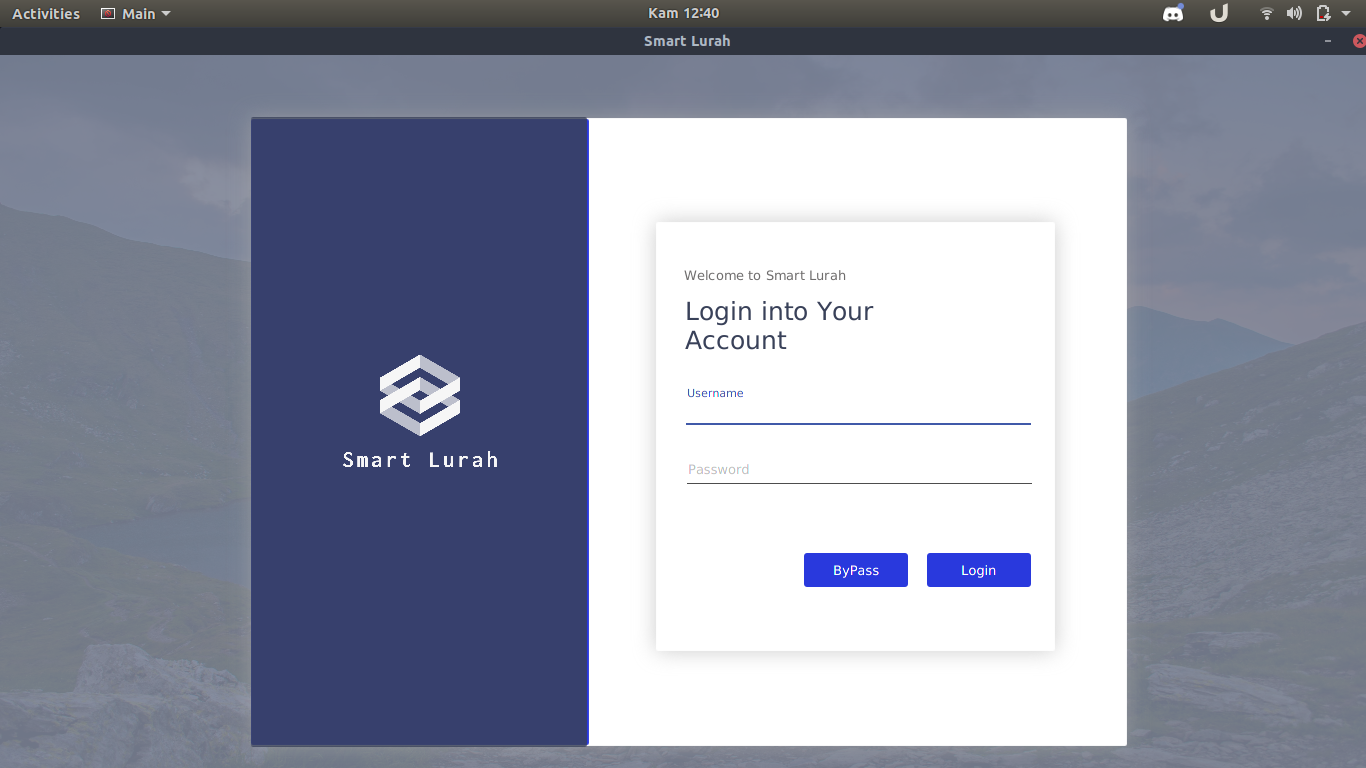 Activities
Main
Kam 12:40
Smart Lurah
Smart Lurah
Welcome to Smart Lurah
Login into Your
Account
Username
Password
ByPass
Login